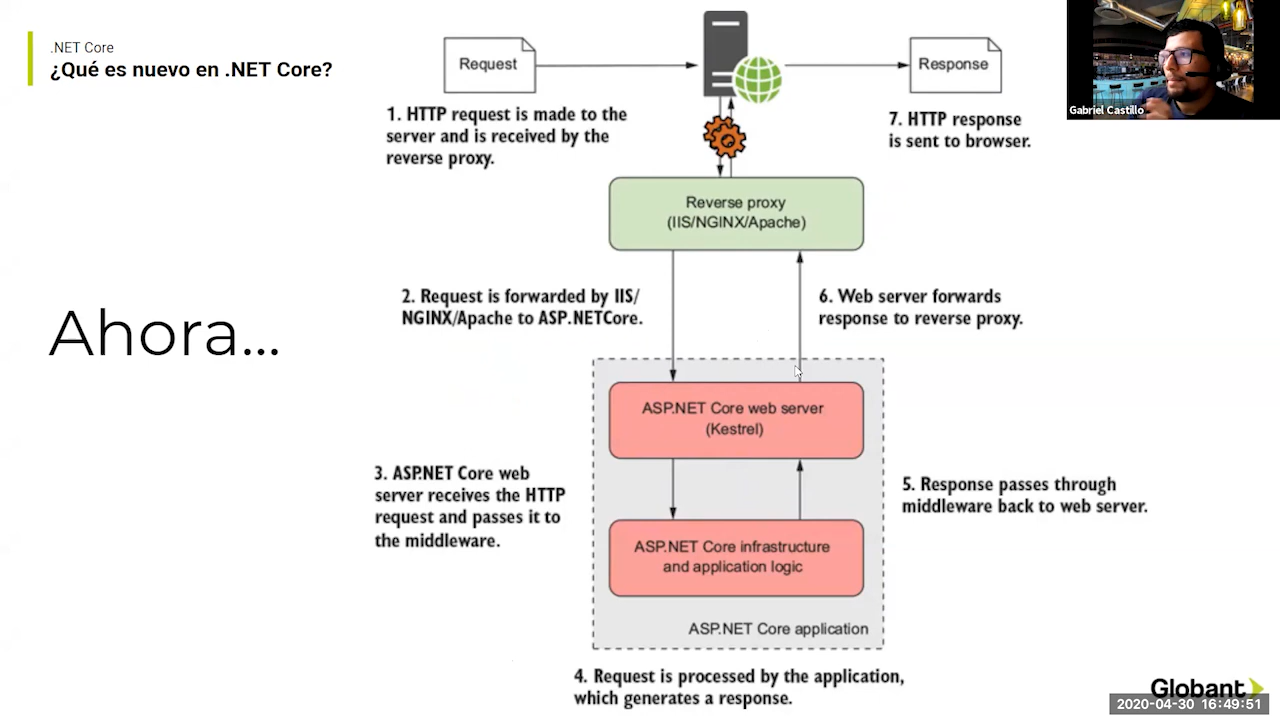 .NET Core
¿Qué es nuevo en .NET Core?
Request
Response
Gabriel Castillo
1. HTTP request is made to the
server and is received by the
reverse proxy.
7. HTTP response
is sent to browser.
Reverse proxy
(IIS/NGINX/Apache)
2. Request is forwarded by IIS/
NGINX/Apache to ASP.NETCore.
6. Web server forwards
response to reverse proxy.
Ahora...
ASP.NET Core web server
(Kestrel)
3. ASP.NET Core web
server receives the HTTP
request and passes it to
the middleware.
5. Response passes through
middleware back to web server.
ASP.NET Core infrastructure
and application logic
ASP.NET Core application
4. Request is processed by the application,
which generates a response.
Globant
2020-04-30 16:49:51